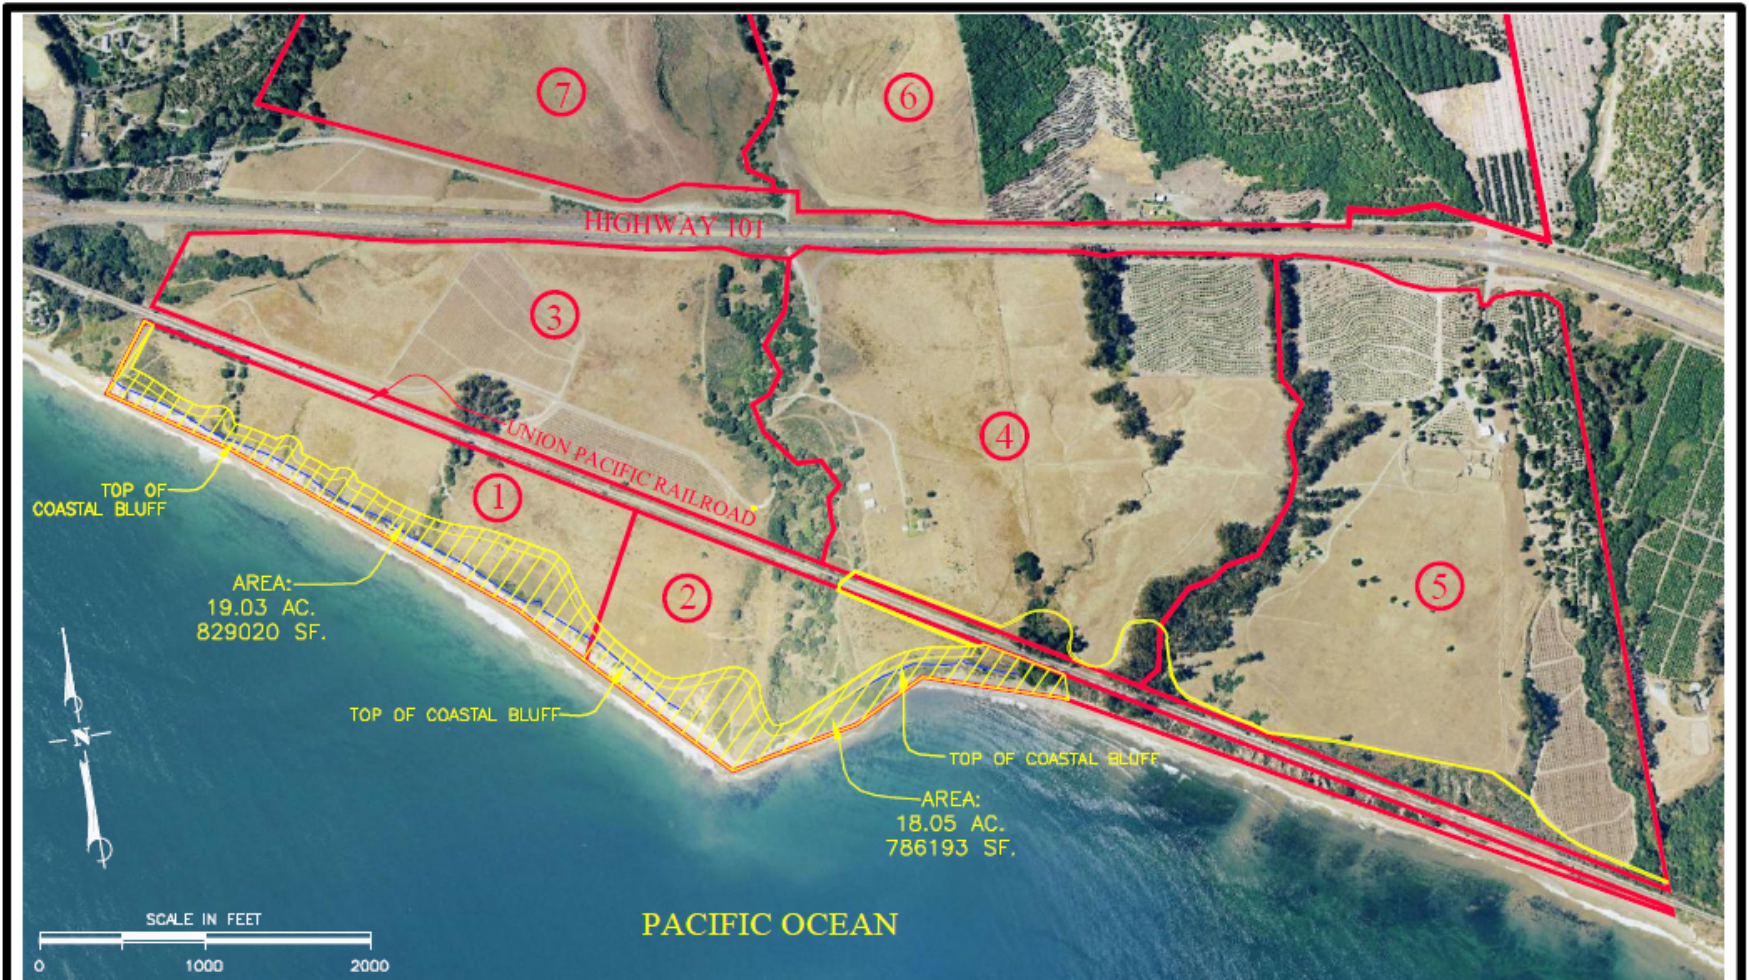 7
6
HIGHWAY 101
3
4
UNION PACIFIC RAILROAD
1
TOP OF
COASTAL BLUFF
5
AREA:
19.03 AC.
829020 SF.
2
TOP OF COASTAL BLUFF
N
TOP OF COASTAL BLUFF
AREA:
18.05 AC.
786193 SF.
SCALE IN FEET
PACIFIC OCEAN
0 1000 2000